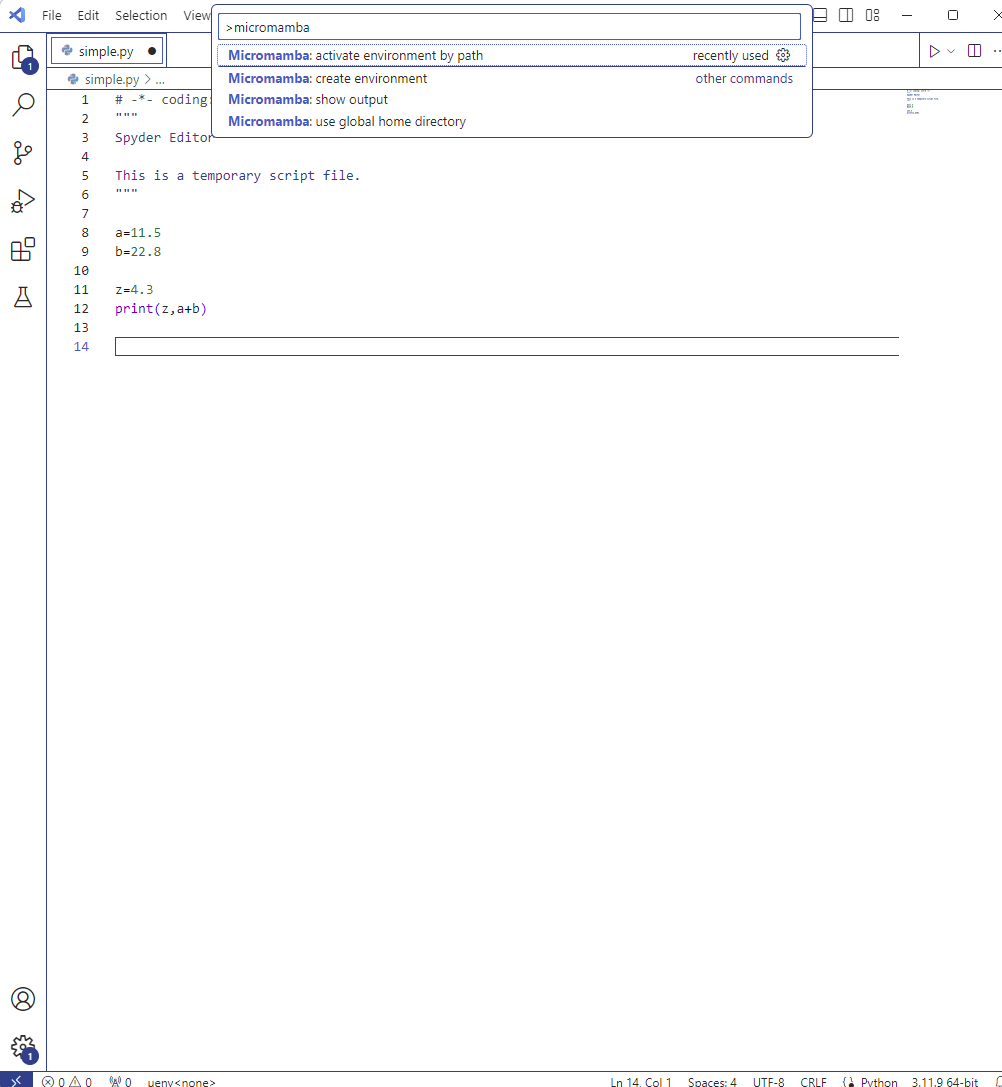 File Edit Selection View
>micromamba
Micromamba: activate environment by path recently used
Micromamba: create environment other commands
Micromamba: show output
Micromamba: use global home directory
simple.py
simple.py > ...
1 # -*- coding:
2 """
3 Spyder Editor
4
5 This is a temporary script file.
6 """
7
8 a=11.5
9 b=22.8
10
11 z=4.3
12 print(z,a+b)
13
14
1
1
0 0 0 uenv<none> Ln 14, Col 1 Spaces: 4 UTF-8 CRLF Python 3.11.9 64-bit